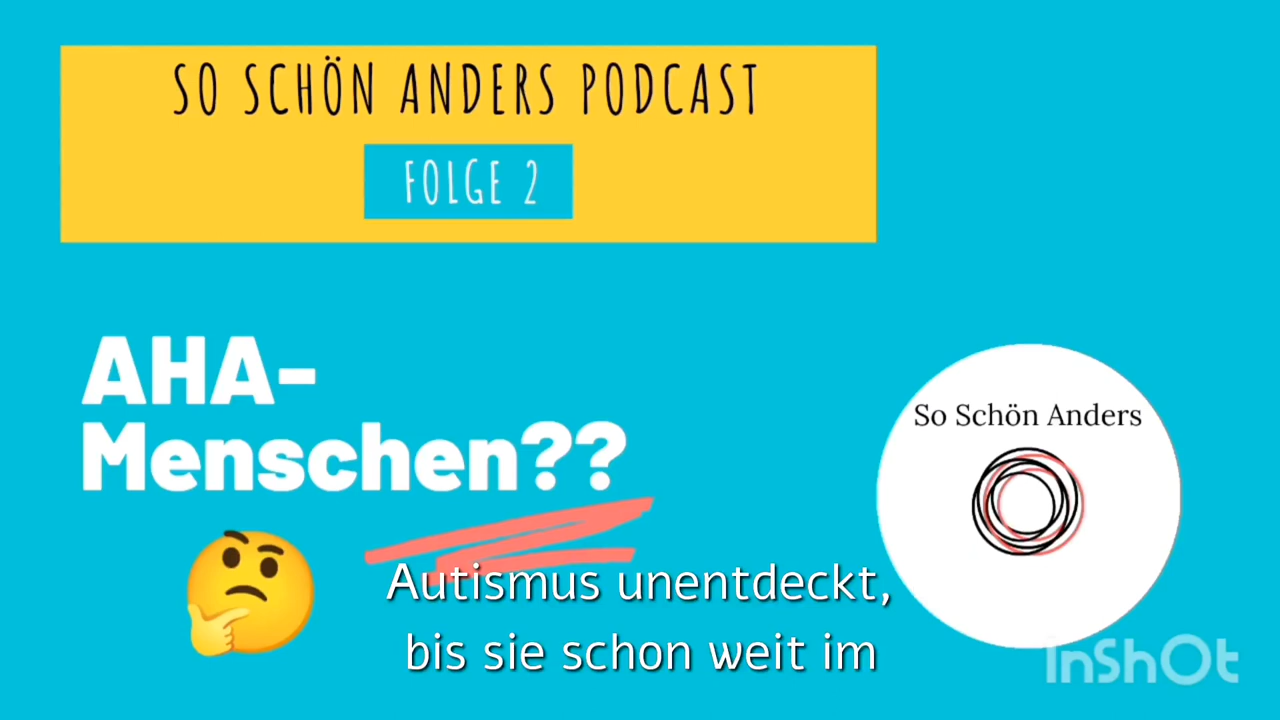 SO SCHÖN ANDERS PODCAST
FOLGE 2
AHA-
Menschen??
So Schön Anders
Autismus unentdeckt,
bis sie schon weit im
InShOt